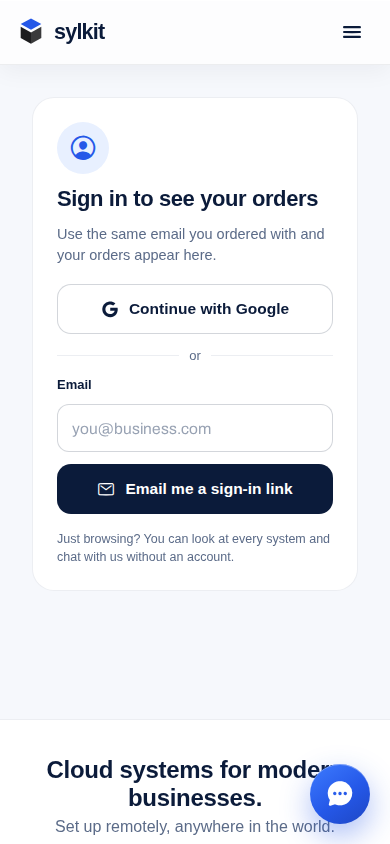 sylkit
Sign in to see your orders
Use the same email you ordered with and
your orders appear here.
Continue with Google
or
Email
you@business.com
Email me a sign-in link
Just browsing? You can look at every system and
chat with us without an account.
Cloud systems for modern
businesses.
Set up remotely, anywhere in the world.